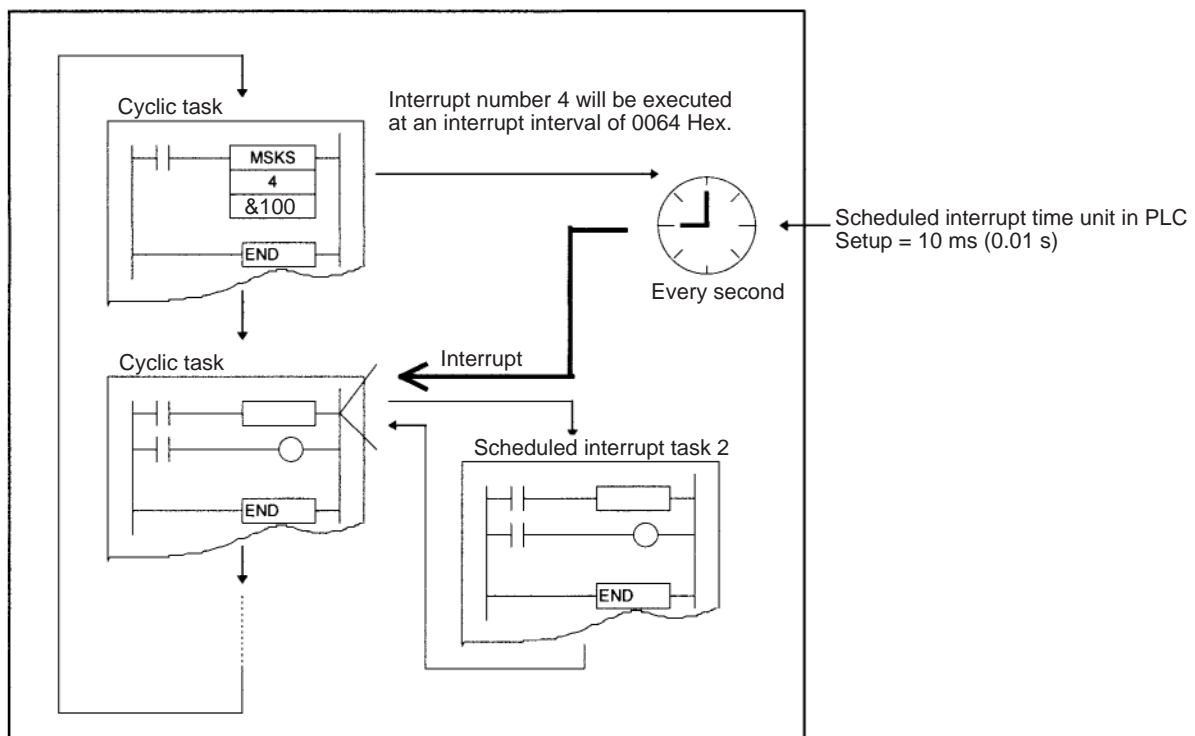 Cyclic task
Interrupt number 4 will be executed
at an interrupt interval of 0064 Hex.
MSKS
4
&100
END
Scheduled interrupt time unit in PLC
Setup = 10 ms (0.01 s)
Every second
Cyclic task
Interrupt
END
Scheduled interrupt task 2
END